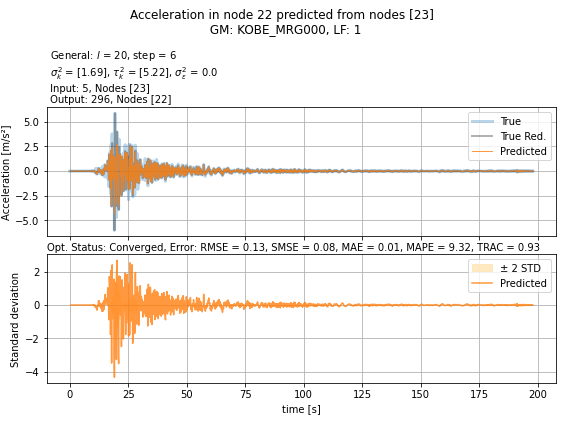 Acceleration in node 22 predicted from nodes [23]
GM: KOBE_MRG000, LF: 1
General: l = 20, step = 6
σ²ₖ = [1.69], τ²ₖ = [5.22], σ²ε = 0.0
Input: 5, Nodes [23]
Output: 296, Nodes [22]
Acceleration [m/s²]
5.0
2.5
0.0
−2.5
−5.0
True
True Red.
Predicted
Opt. Status: Converged, Error: RMSE = 0.13, SMSE = 0.08, MAE = 0.01, MAPE = 9.32, TRAC = 0.93
Standard deviation
2
0
−2
−4
± 2 STD
Predicted
0 25 50 75 100 125 150 175 200
time [s]